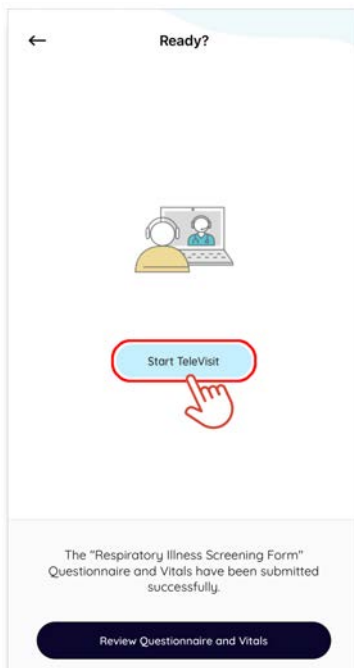 Ready?
Start TeleVisit
The "Respiratory Illness Screening Form"
Questionnaire and Vitals have been submitted
successfully.
Review Questionnaire and Vitals